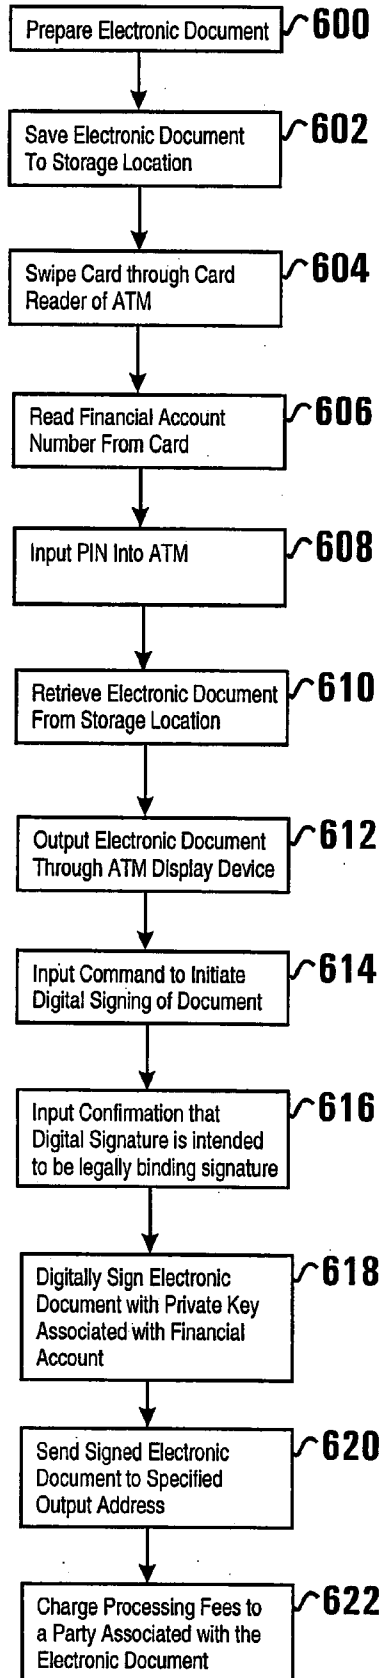 Prepare Electronic Document
600
Save Electronic Document
To Storage Location
602
Swipe Card through Card
Reader of ATM
604
Read Financial Account
Number From Card
606
Input PIN Into ATM
608
Retrieve Electronic Document
From Storage Location
610
Output Electronic Document
Through ATM Display Device
612
Input Command to Initiate
Digital Signing of Document
614
Input Confirmation that
Digital Signature is intended
to be legally binding signature
616
Digitally Sign Electronic
Document with Private Key
Associated with Financial
Account
618
Send Signed Electronic
Document to Specified
Output Address
620
Charge Processing Fees to
a Party Associated with the
Electronic Document
622